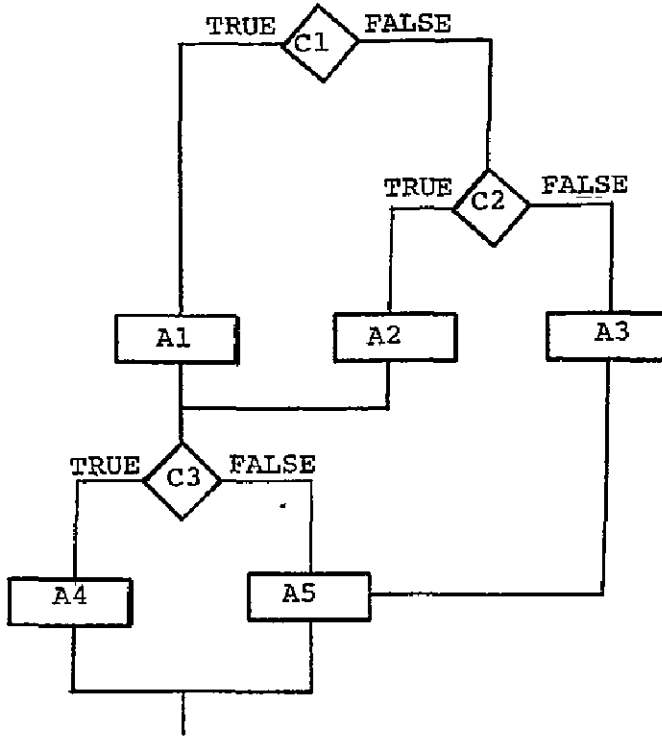 TRUE C1 FALSE
TRUE C2 FALSE
A1 A2 A3
TRUE C3 FALSE
A4 A5